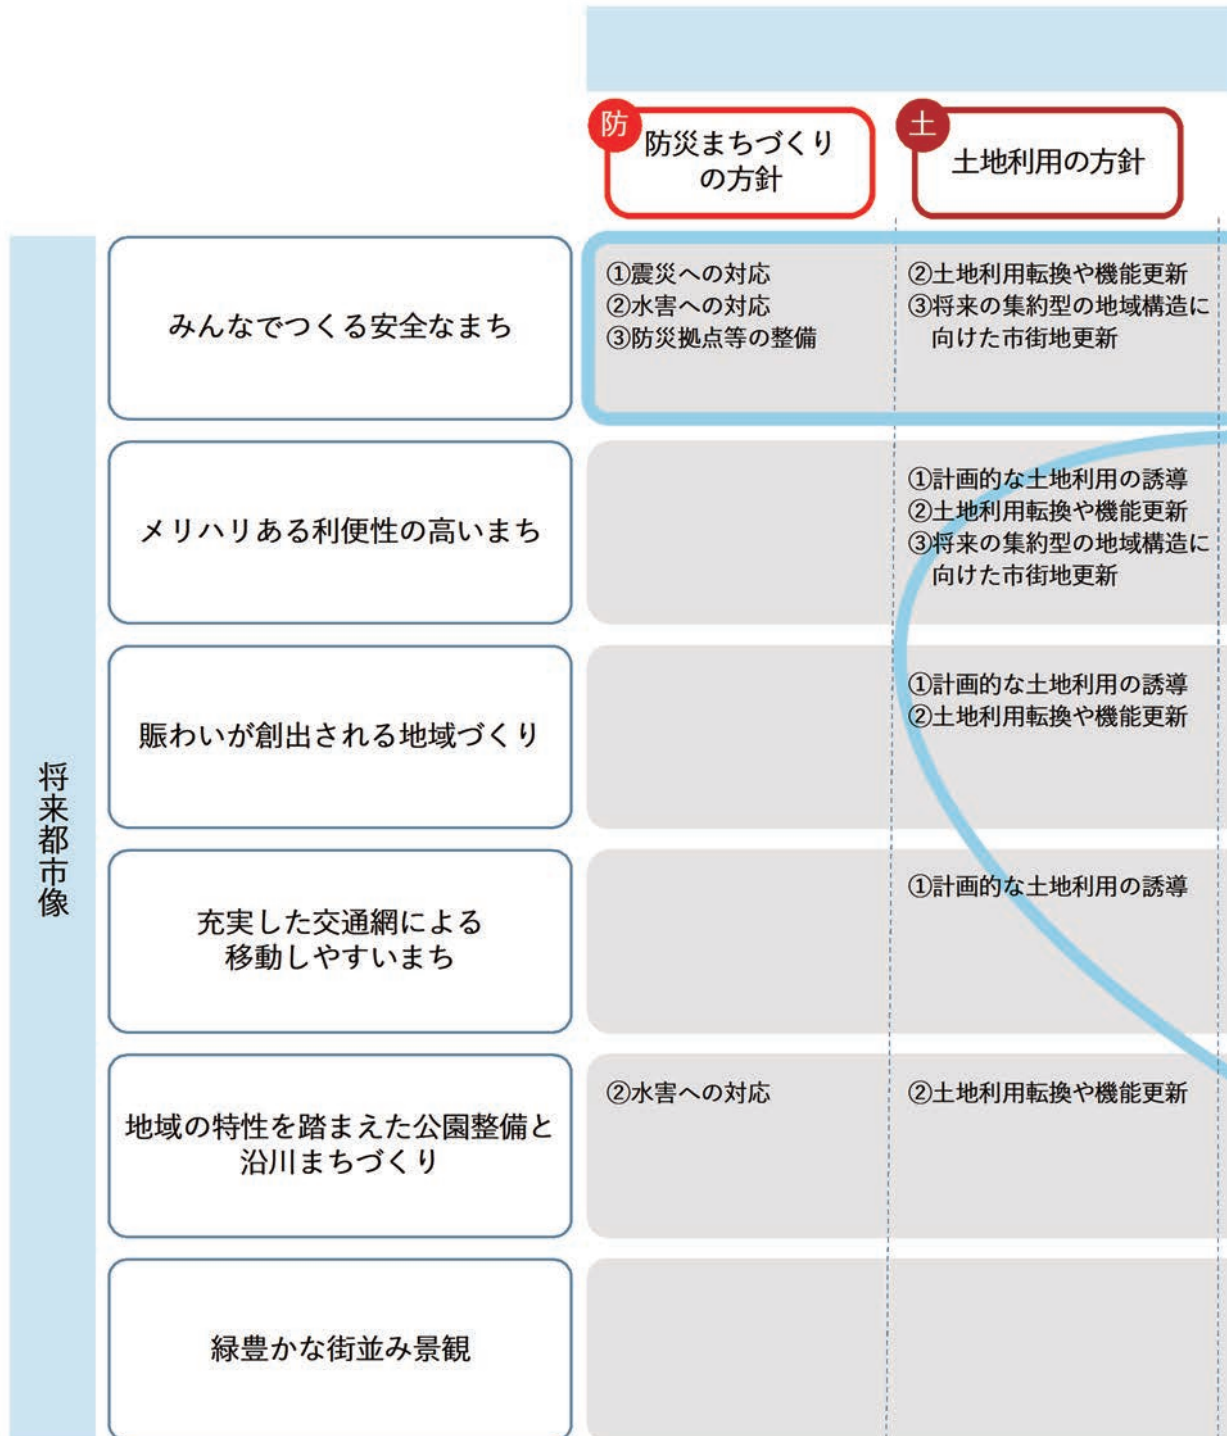 防
防災まちづくり
の方針
土
土地利用の方針
将来都市像
みんなでつくる安全なまち
①震災への対応
②水害への対応
③防災拠点等の整備
②土地利用転換や機能更新
③将来の集約型の地域構造に
向けた市街地更新
メリハリある利便性の高いまち
①計画的な土地利用の誘導
②土地利用転換や機能更新
③将来の集約型の地域構造に
向けた市街地更新
賑わいが創出される地域づくり
①計画的な土地利用の誘導
②土地利用転換や機能更新
充実した交通網による
移動しやすいまち
①計画的な土地利用の誘導
地域の特性を踏まえた公園整備と
沿川まちづくり
②水害への対応
②土地利用転換や機能更新
緑豊かな街並み景観